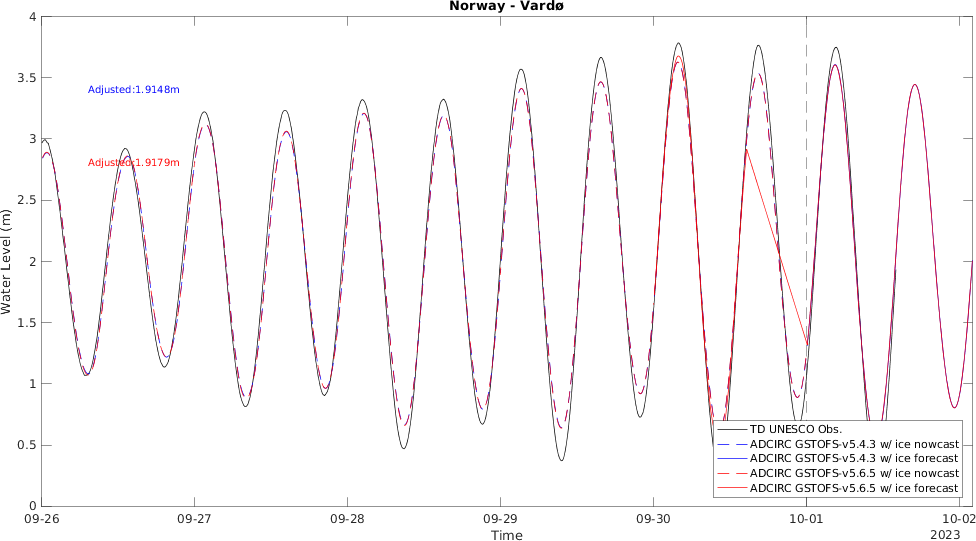 Norway - Vardø
Water Level (m)
4
3.5
3
2.5
2
1.5
1
0.5
0
Adjusted:1.9148m
Adjusted:1.9179m
TD UNESCO Obs.
ADCIRC GSTOFS-v5.4.3 w/ ice nowcast
ADCIRC GSTOFS-v5.4.3 w/ ice forecast
ADCIRC GSTOFS-v5.6.5 w/ ice nowcast
ADCIRC GSTOFS-v5.6.5 w/ ice forecast
09-26 09-27 09-28 09-29 09-30 10-01 10-02
Time
2023